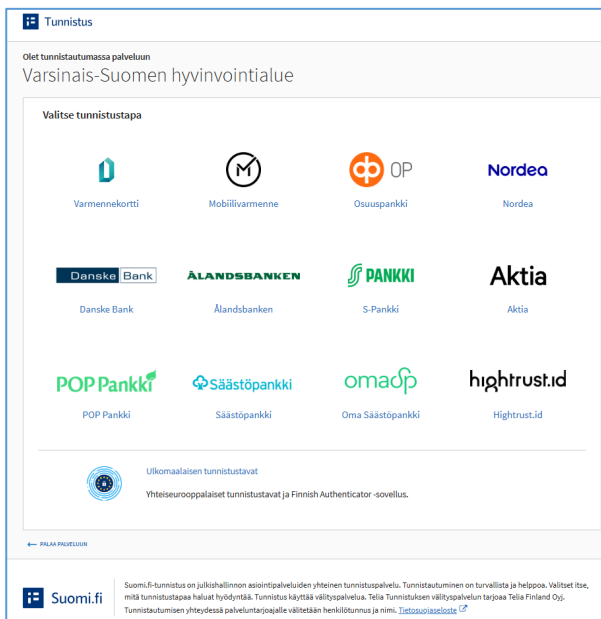 Tunnistus
Olet tunnistautumassa palveluun
Varsinais-Suomen hyvinvointialue
Valitse tunnistustapa
OP
Nordea
Varmennekortti
Mobiilivarmenne
Osuuspankki
Nordea
Danske Bank
ÅLANDSBANKEN
S PANKKI
Aktia
Danske Bank
Ålandsbanken
S-Pankki
Aktia
POP Pankki
Säästöpankki
omasp
hightrust.id
POP Pankki
Säästöpankki
Oma Säästöpankki
Hightrust.id
Ulkomaalaisen tunnistustavat
Yhteiseurooppalaiset tunnistustavat ja Finnish Authenticator -sovellus.
← PALAA PALVELUUN
Suomi.fi
Suomi.fi-tunnistus on julkishallinnon asiointipalveluiden yhteinen tunnistuspalvelu. Tunnistautuminen on turvallista ja helppoa. Valitset itse,
mitä tunnistustapaa haluat hyödyntää. Tunnistus käyttää välityspalvelua. Telia Tunnistuksen välityspalvelun tarjoaa Telia Finland Oyj.
Tunnistautumisen yhteydessä palveluntarjoajalle välitetään henkilötunnus ja nimi. Tietosuojaseloste